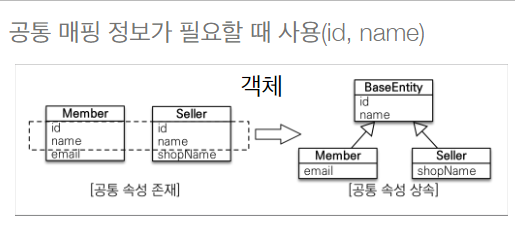 공통 매핑 정보가 필요할 때 사용(id, name)
객체
Member
id
name
email
Seller
id
name
shopName
[공통 속성 존재]
BaseEntity
id
name
Member
email
Seller
shopName
[공통 속성 상속]